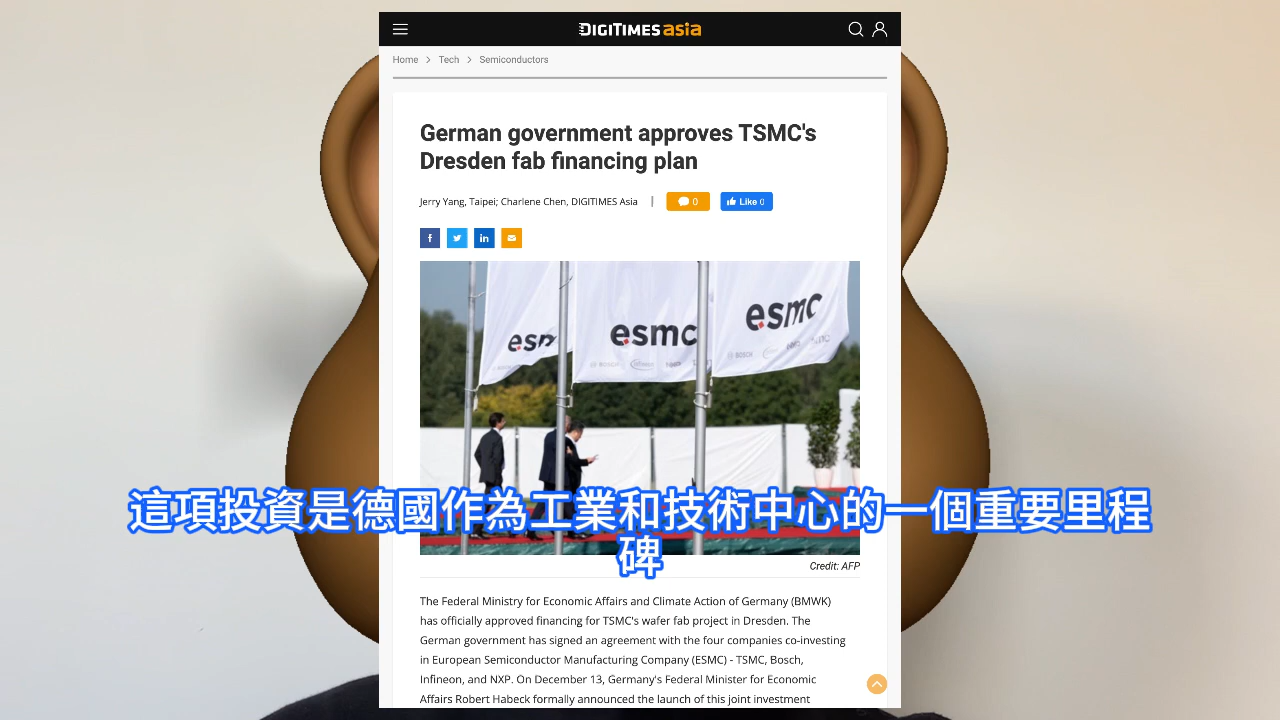 DIGITIMES asia
Home > Tech > Semiconductors
German government approves TSMC's
Dresden fab financing plan
Jerry Yang, Taipei; Charlene Chen, DIGITIMES Asia | 0 Like 0
esmc
esmc
esmc
BOSCH
這項投資是德國作為工業和技術中心的一個重要里程
碑
Credit: AFP
The Federal Ministry for Economic Affairs and Climate Action of Germany (BMWK)
has officially approved financing for TSMC's wafer fab project in Dresden. The
German government has signed an agreement with the four companies co-investing
in European Semiconductor Manufacturing Company (ESMC) - TSMC, Bosch,
Infineon, and NXP. On December 13, Germany's Federal Minister for Economic
Affairs Robert Habeck formally announced the launch of this joint investment